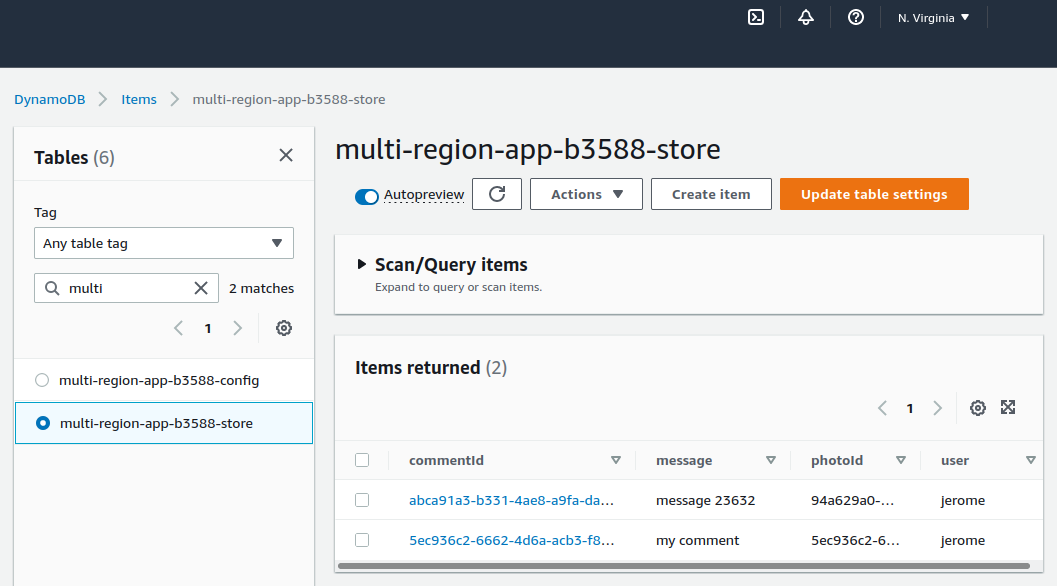 N. Virginia
DynamoDB Items multi-region-app-b3588-store
Tables (6)
Tag
Any table tag
multi 2 matches
1
multi-region-app-b3588-config
multi-region-app-b3588-store
multi-region-app-b3588-store
Autopreview Actions Create item Update table settings
Scan/Query items
Expand to query or scan items.
Items returned (2)
1
commentId message photoId user
abca91a3-b331-4ae8-a9fa-da... message 23632 94a629a0-... jerome
5ec936c2-6662-4d6a-acb3-f8... my comment 5ec936c2-6... jerome